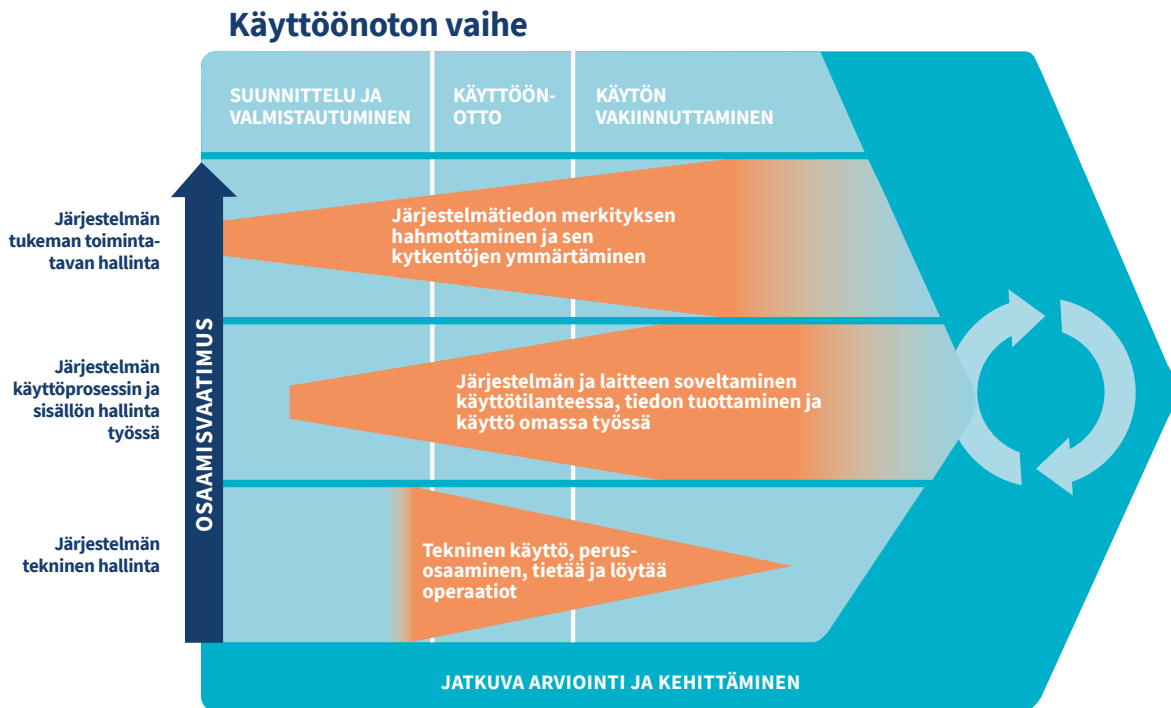 Käyttöönoton vaihe
SUUNNITTELU JA
VALMISTAUTUMINEN
KÄYTTÖÖN-
OTTO
KÄYTÖN
VAKIINNUTTAMINEN
OSAAMISVAATIMUS
Järjestelmän
tukeman toiminta-
tavan hallinta
Järjestelmätiedon merkityksen
hahmottaminen ja sen
kytkentöjen ymmärtäminen
Järjestelmän
käyttöprosessin ja
sisällön hallinta
työssä
Järjestelmän ja laitteen soveltaminen
käyttötilanteessa, tiedon tuottaminen ja
käyttö omassa työssä
Järjestelmän
tekninen hallinta
Tekninen käyttö, perus-
osaaminen, tietää ja löytää
operaatiot
JATKUVA ARVIOINTI JA KEHITTÄMINEN